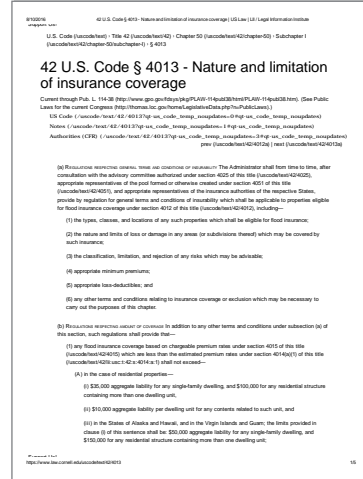 8/10/2016 42 U.S. Code § 4013 - Nature and limitation of insurance coverage | US Law | LII / Legal Information Institute
U.S. Code (/uscode/text) › Title 42 (/uscode/text/42) › Chapter 50 (/uscode/text/42/chapter-50) › Subchapter I
(/uscode/text/42/chapter-50/subchapter-I) › § 4013
42 U.S. Code § 4013 - Nature and limitation
of insurance coverage
Current through Pub. L. 114-38 (http://www.gpo.gov/fdsys/pkg/PLAW-114publ38/html/PLAW-114publ38.htm). (See Public
Laws for the current Congress (http://thomas.loc.gov/home/LegislativeData.php?n=PublicLaws).)
US Code (/uscode/text/42/4013?qt-us_code_temp_noupdates=0#qt-us_code_temp_noupdates)
Notes (/uscode/text/42/4013?qt-us_code_temp_noupdates=1#qt-us_code_temp_noupdates)
Authorities (CFR) (/uscode/text/42/4013?qt-us_code_temp_noupdates=3#qt-us_code_temp_noupdates)
prev (/uscode/text/42/4012a) | next (/uscode/text/42/4013a)
(a) REGULATIONS RESPECTING GENERAL TERMS AND CONDITIONS OF INSURABILITY The Administrator shall from time to time, after
consultation with the advisory committee authorized under section 4025 of this title (/uscode/text/42/4025),
appropriate representatives of the pool formed or otherwise created under section 4051 of this title
(/uscode/text/42/4051), and appropriate representatives of the insurance authorities of the respective States,
provide by regulation for general terms and conditions of insurability which shall be applicable to properties eligible
for flood insurance coverage under section 4012 of this title (/uscode/text/42/4012), including—
(1) the types, classes, and locations of any such properties which shall be eligible for flood insurance;
(2) the nature and limits of loss or damage in any areas (or subdivisions thereof) which may be covered by
such insurance;
(3) the classification, limitation, and rejection of any risks which may be advisable;
(4) appropriate minimum premiums;
(5) appropriate loss-deductibles; and
(6) any other terms and conditions relating to insurance coverage or exclusion which may be necessary to
carry out the purposes of this chapter.
(b) REGULATIONS RESPECTING AMOUNT OF COVERAGE In addition to any other terms and conditions under subsection (a) of
this section, such regulations shall provide that—
(1) any flood insurance coverage based on chargeable premium rates under section 4015 of this title
(/uscode/text/42/4015) which are less than the estimated premium rates under section 4014(a)(1) of this title
(/uscode/text/lii:usc:t:42:s:4014:a:1) shall not exceed—
(A) in the case of residential properties—
(i) $35,000 aggregate liability for any single-family dwelling, and $100,000 for any residential structure
containing more than one dwelling unit,
(ii) $10,000 aggregate liability per dwelling unit for any contents related to such unit, and
(iii) in the States of Alaska and Hawaii, and in the Virgin Islands and Guam, the limits provided in
clause (i) of this sentence shall be: $50,000 aggregate liability for any single-family dwelling, and
$150,000 for any residential structure containing more than one dwelling unit;
https://www.law.cornell.edu/uscode/text/42/4013 1/5